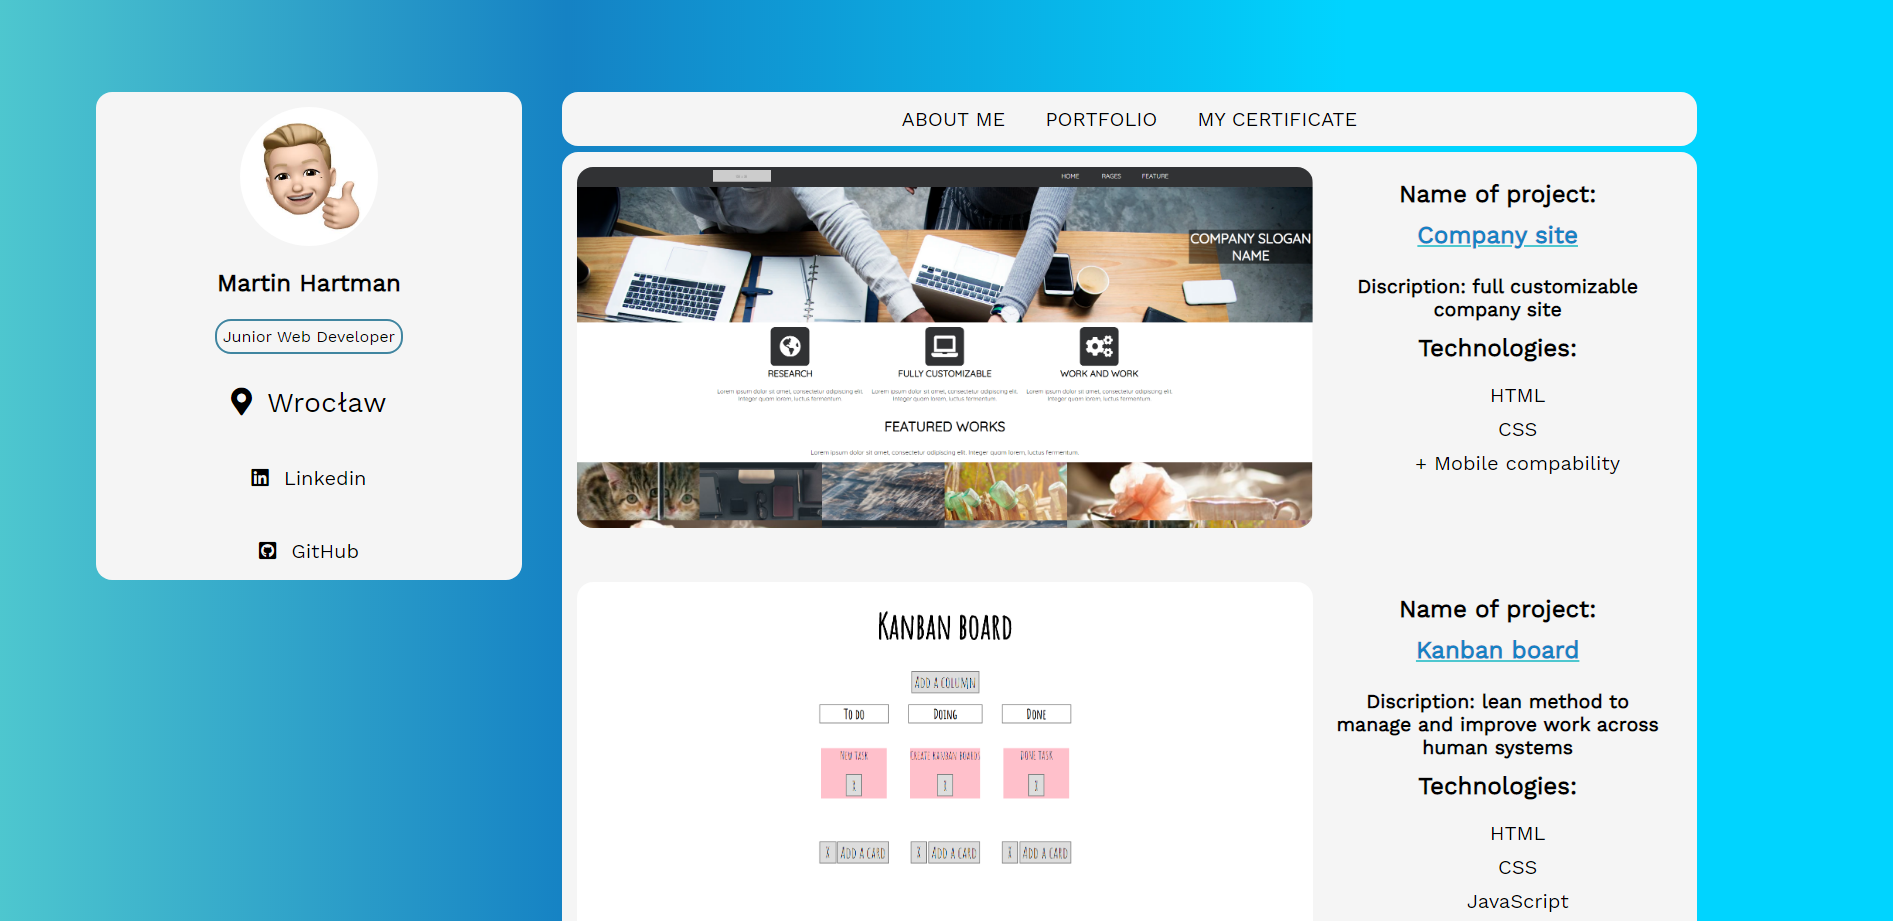 Martin Hartman
Junior Web Developer
Wrocław
Linkedin
GitHub
ABOUT ME PORTFOLIO MY CERTIFICATE
HOME RAGES FEATURE
COMPANY SLOGAN
NAME
RESEARCH FULLY CUSTOMIZABLE WORK AND WORK
Lorem ipsum dolor sit amet, consectetur adipiscing elit. Lorem ipsum dolor sit amet, consectetur adipiscing elit. Lorem ipsum dolor sit amet, consectetur adipiscing elit.
Integer quam lorem, luctus fermentum. Integer quam lorem, luctus fermentum. Integer quam lorem, luctus fermentum.
FEATURED WORKS
Lorem ipsum dolor sit amet, consectetur adipiscing elit. Integer quam lorem, luctus fermentum.
Name of project:
Company site
Discription: full customizable
company site
Technologies:
HTML
CSS
+ Mobile compability
Kanban board
Add a column
To do Doing Done
New task Create kanban boards Done task
X X X
X Add a card X Add a card X Add a card
Name of project:
Kanban board
Discription: lean method to
manage and improve work across
human systems
Technologies:
HTML
CSS
JavaScript